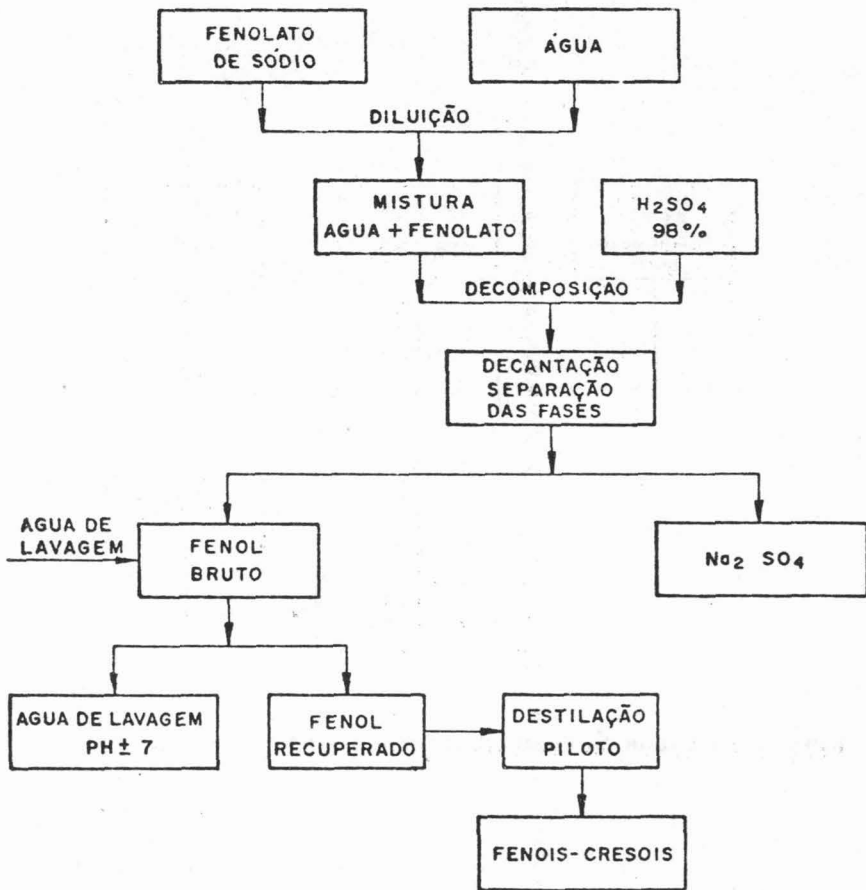 FENOLATO
DE SÓDIO
ÁGUA
DILUIÇÃO
MISTURA
AGUA + FENOLATO
H2SO4
98%
DECOMPOSIÇÃO
DECANTAÇÃO
SEPARAÇÃO
DAS FASES
AGUA DE
LAVAGEM
FENOL
BRUTO
Na2 SO4
AGUA DE LAVAGEM
PH ± 7
FENOL
RECUPERADO
DESTILAÇÃO
PILOTO
FENOIS-CRESOIS